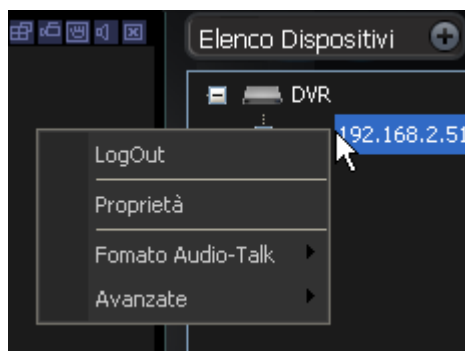 Elenco Dispositivi
DVR
192.168.2.51
LogOut
Proprietà
Fomato Audio-Talk
Avanzate